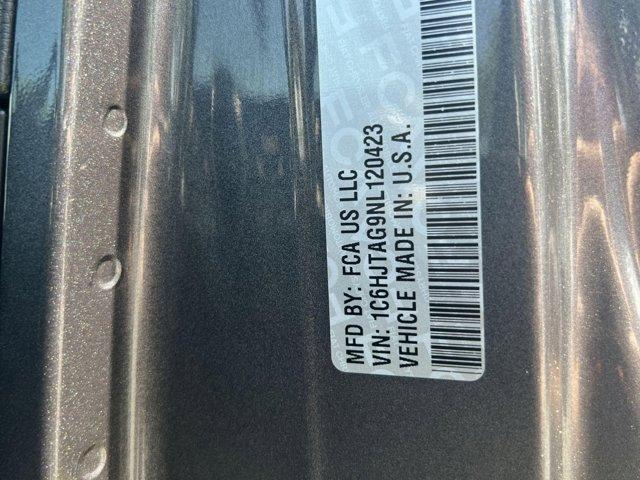 MFD BY: FCA US LLC
VIN: 1C6HJTAG9NL120423
VEHICLE MADE IN: U.S.A.